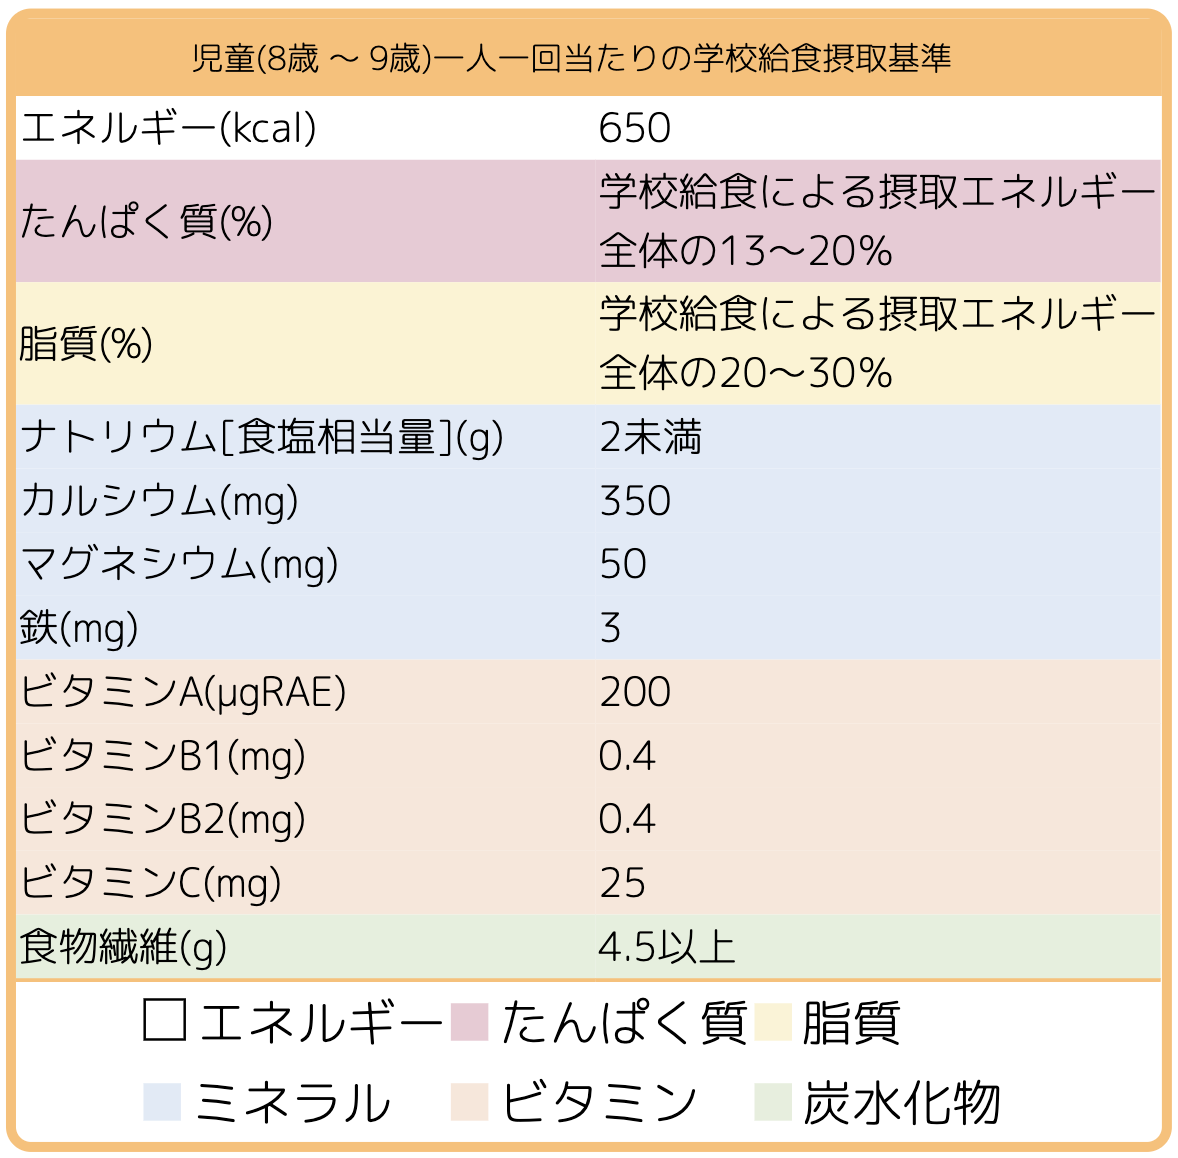 児童(8歳 ～ 9歳)一人一回当たりの学校給食摂取基準
エネルギー(kcal) 650
たんぱく質(%) 学校給食による摂取エネルギー
全体の13～20%
脂質(%) 学校給食による摂取エネルギー
全体の20～30%
ナトリウム[食塩相当量](g) 2未満
カルシウム(mg) 350
マグネシウム(mg) 50
鉄(mg) 3
ビタミンA(μgRAE) 200
ビタミンB1(mg) 0.4
ビタミンB2(mg) 0.4
ビタミンC(mg) 25
食物繊維(g) 4.5以上
エネルギー たんぱく質 脂質
ミネラル ビタミン 炭水化物